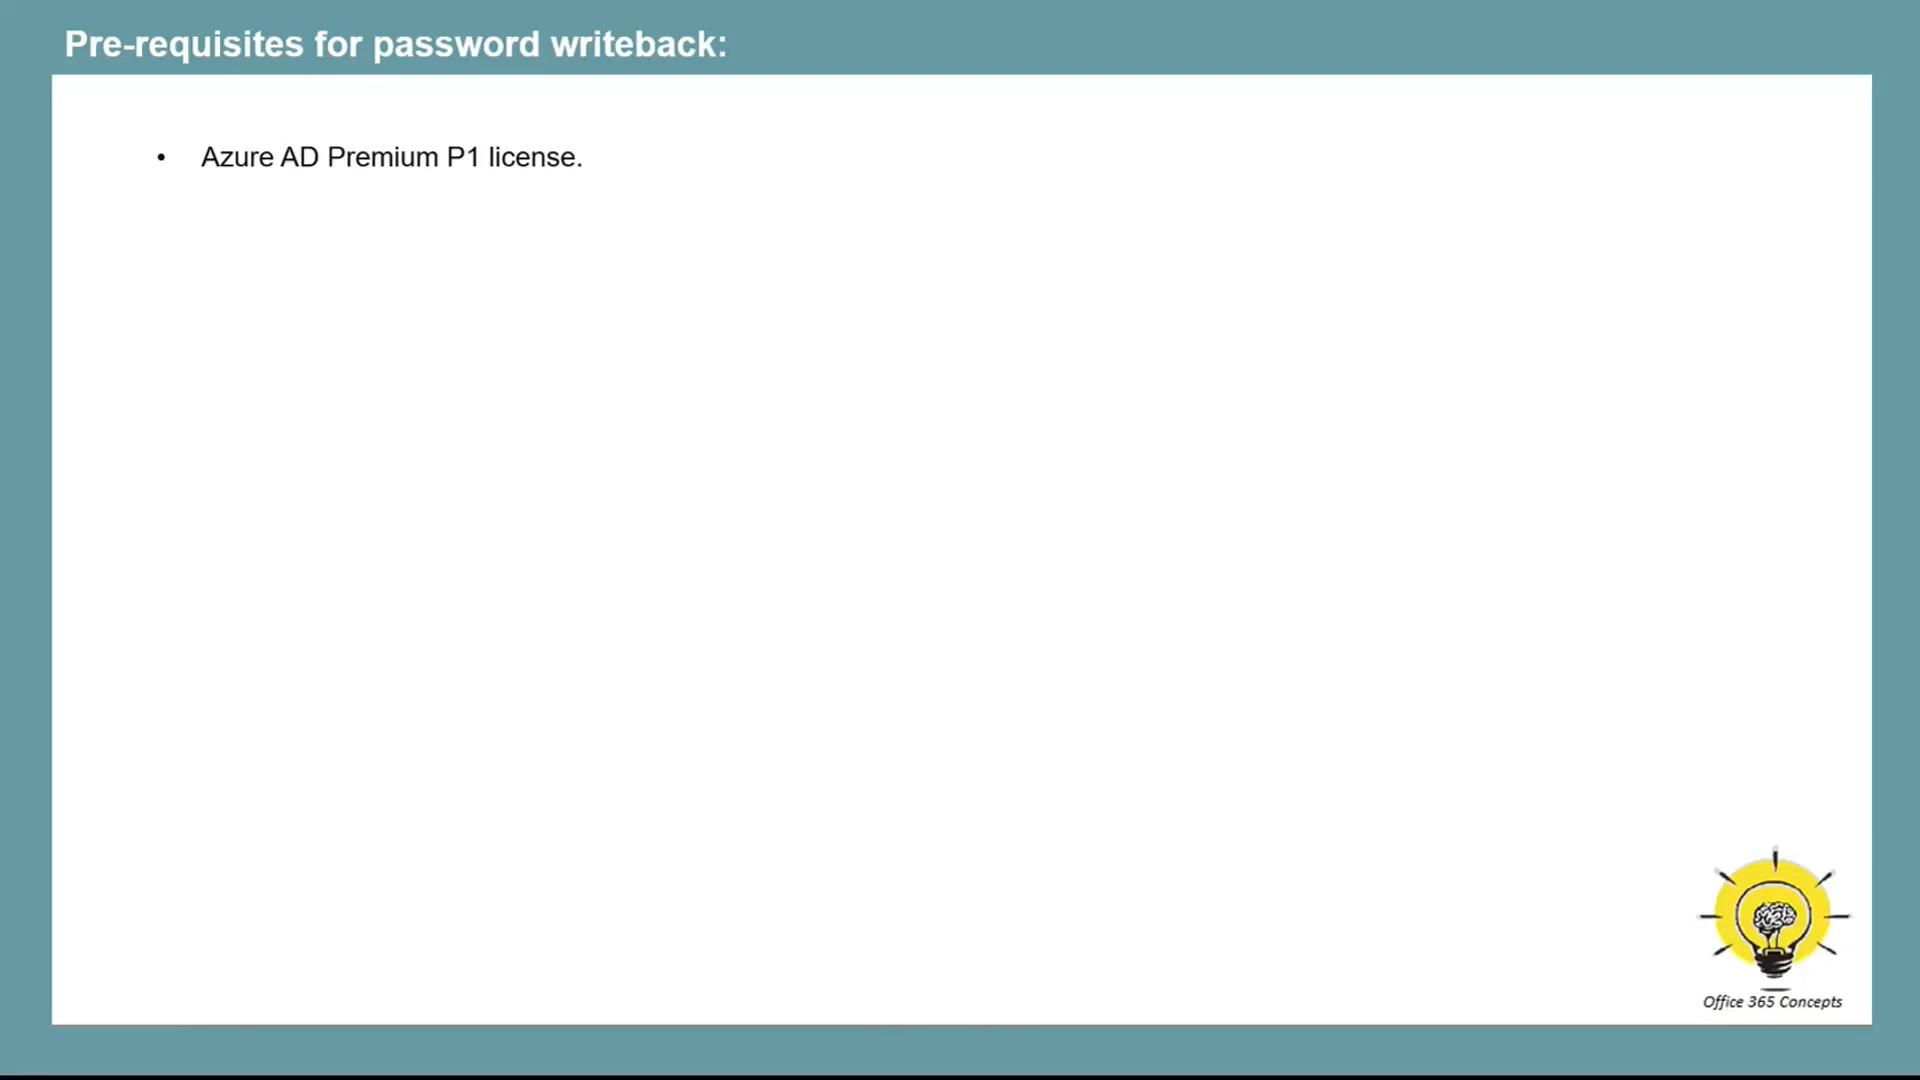 Pre-requisites for password writeback:
• Azure AD Premium P1 license.
Office 365 Concepts